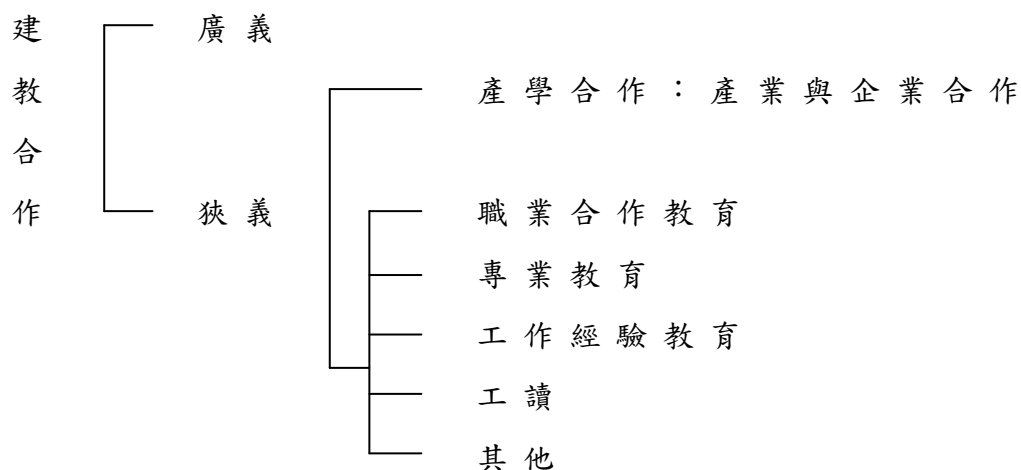 建教合作
廣義
產學合作：產業與企業合作
狹義
職業合作教育
專業教育
工作經驗教育
工讀
其他